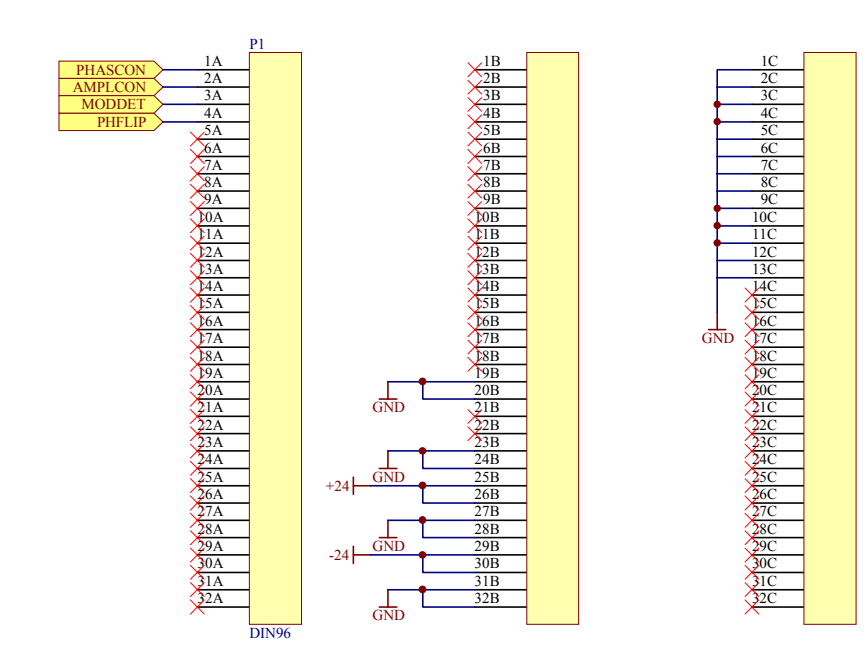 P1
PHASCON 1A 1B 1C
AMPLCON 2A 2B 2C
MODDET 3A 3B 3C
PHFLIP 4A 4B 4C
5A 5B 5C
6A 6B 6C
7A 7B 7C
8A 8B 8C
9A 9B 9C
10A 10B 10C
11A 11B 11C
12A 12B 12C
13A 13B 13C
14A 14B 14C
15A 15B 15C
16A 16B 16C
17A 17B GND 17C
18A 18B 18C
19A 19B 19C
20A 20B 20C
21A GND 21B 21C
22A 22B 22C
23A 23B 23C
24A 24B 24C
25A GND 25B 25C
26A +24 26B 26C
27A 27B 27C
28A 28B 28C
29A GND 29B 29C
30A -24 30B 30C
31A 31B 31C
32A 32B 32C
GND
DIN96